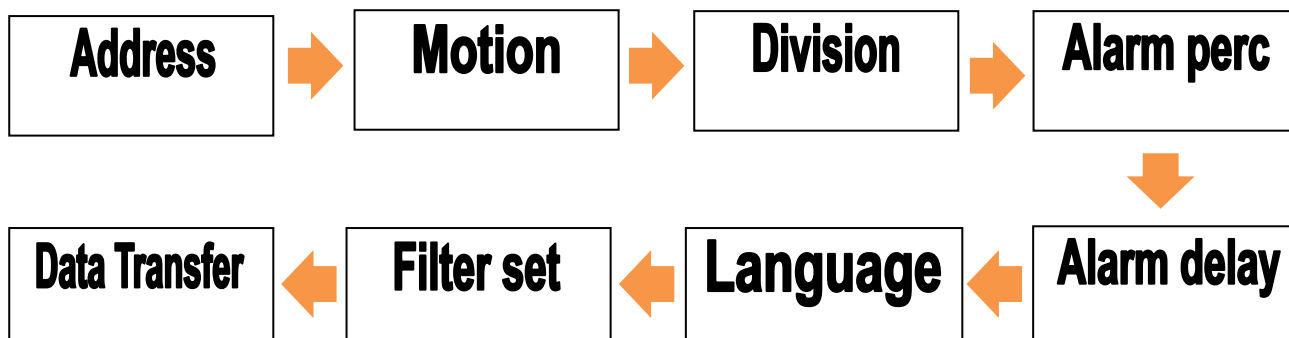 Address
Motion
Division
Alarm perc
Alarm delay
Language
Filter set
Data Transfer